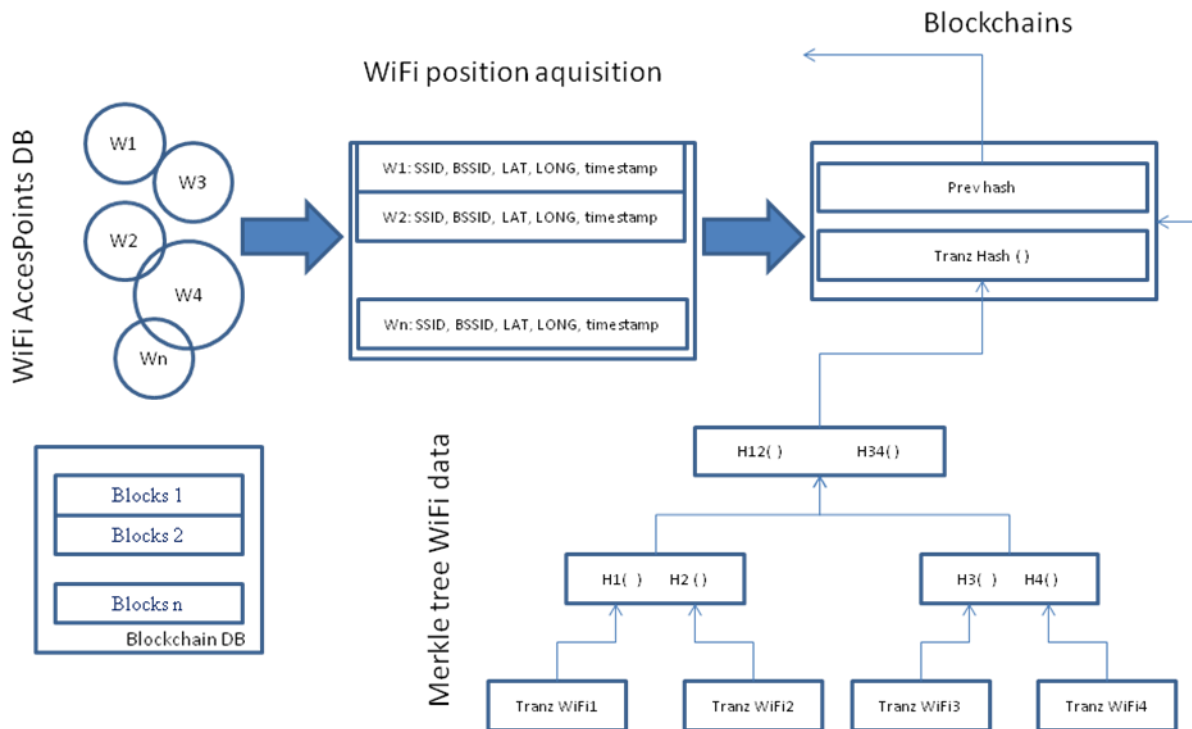 Blockchains
WiFi position aquisition
WiFi AccesPoints DB
W1
W3
W2
W4
Wn
W1: SSID, BSSID, LAT, LONG, timestamp
W2: SSID, BSSID, LAT, LONG, timestamp
Wn: SSID, BSSID, LAT, LONG, timestamp
Prev hash
Tranz Hash ( )
Blocks 1
Blocks 2
Blocks n
Blockchain DB
Merkle tree WiFi data
H12( ) H34( )
H1( ) H2 ( )
H3( ) H4( )
Tranz WiFi1
Tranz WiFi2
Tranz WiFi3
Tranz WiFi4